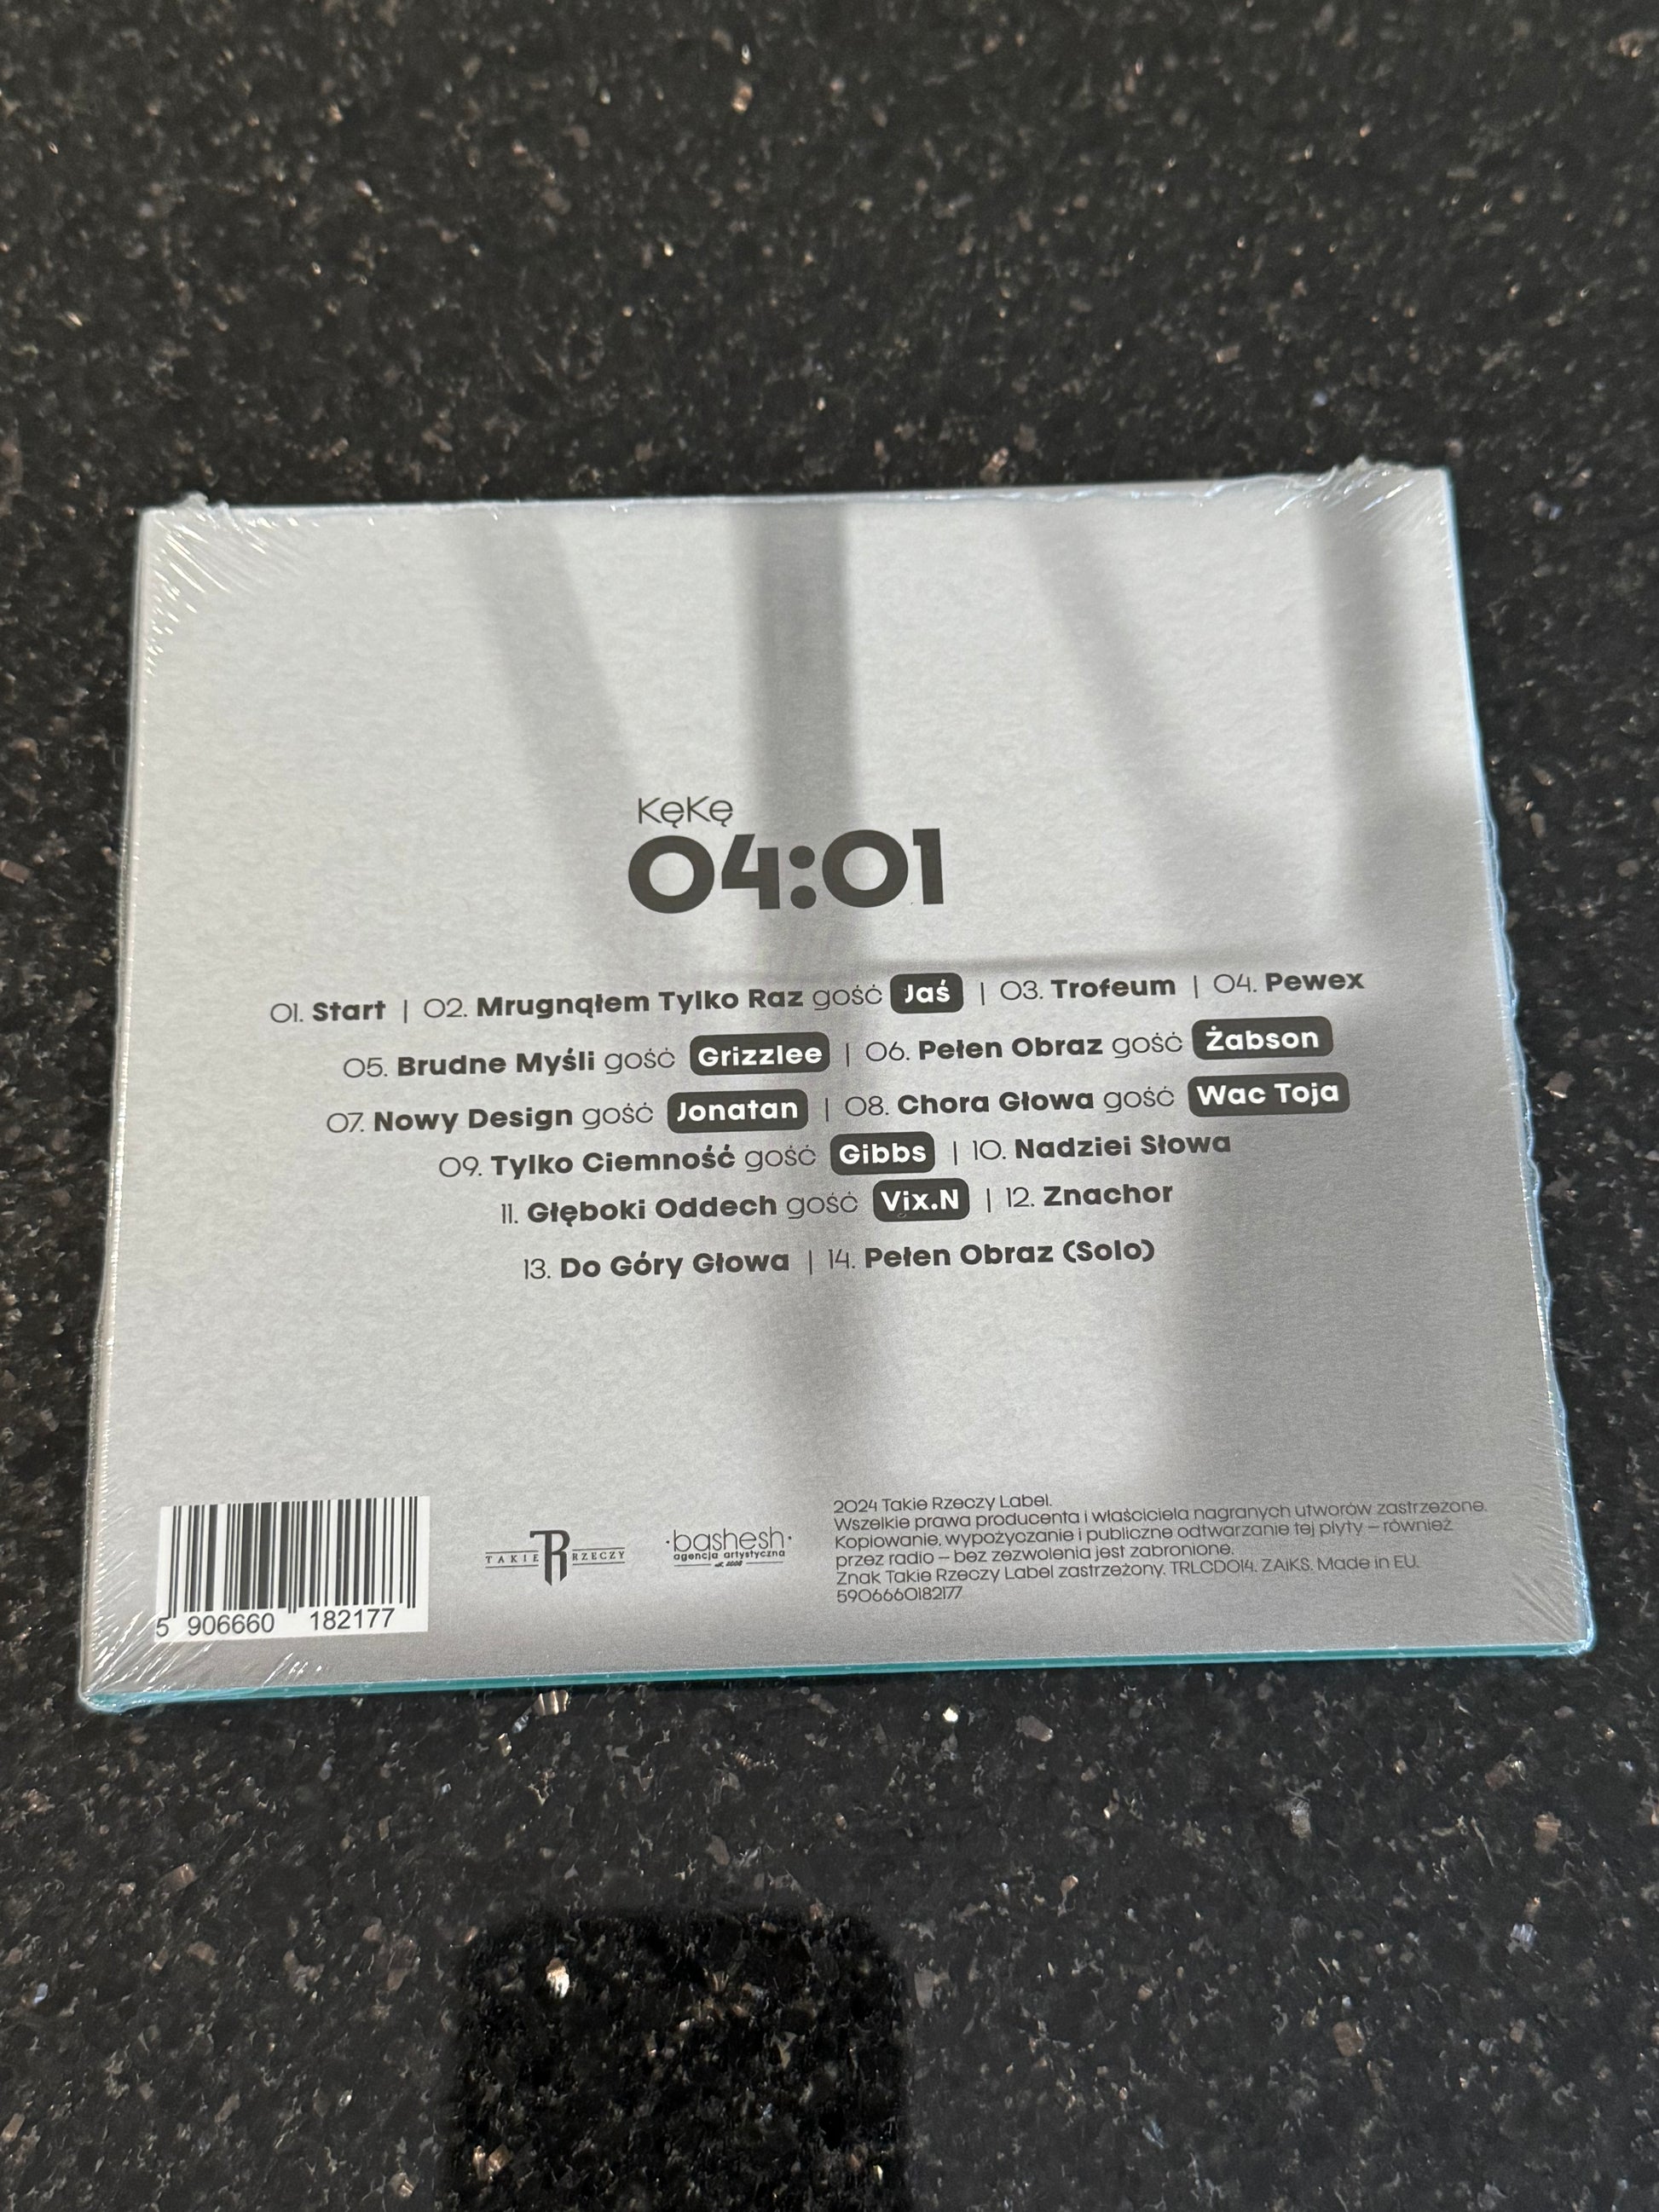 KęKę
04:01
01. Start | 02. Mrugnąłem Tylko Raz gość Jaś | 03. Trofeum | 04. Pewex
05. Brudne Myśli gość Grizzlee | 06. Pełen Obraz gość Żabson
07. Nowy Design gość Jonatan | 08. Chora Głowa gość Wac Toja
09. Tylko Ciemność gość Gibbs | 10. Nadziei Słowa
11. Głęboki Oddech gość Vix.N | 12. Znachor
13. Do Góry Głowa | 14. Pełen Obraz (Solo)
5 906660 182177
TAKIE TR RZECZY
·bashesh·
agencja artystyczna
2024 Takie Rzeczy Label.
Wszelkie prawa producenta i właściciela nagranych utworów zastrzeżone.
Kopiowanie, wypożyczanie i publiczne odtwarzanie tej płyty – również
przez radio – bez zezwolenia jest zabronione.
Znak Takie Rzeczy Label zastrzeżony. TRLCD014. ZAiKS. Made in EU.
5906660182177